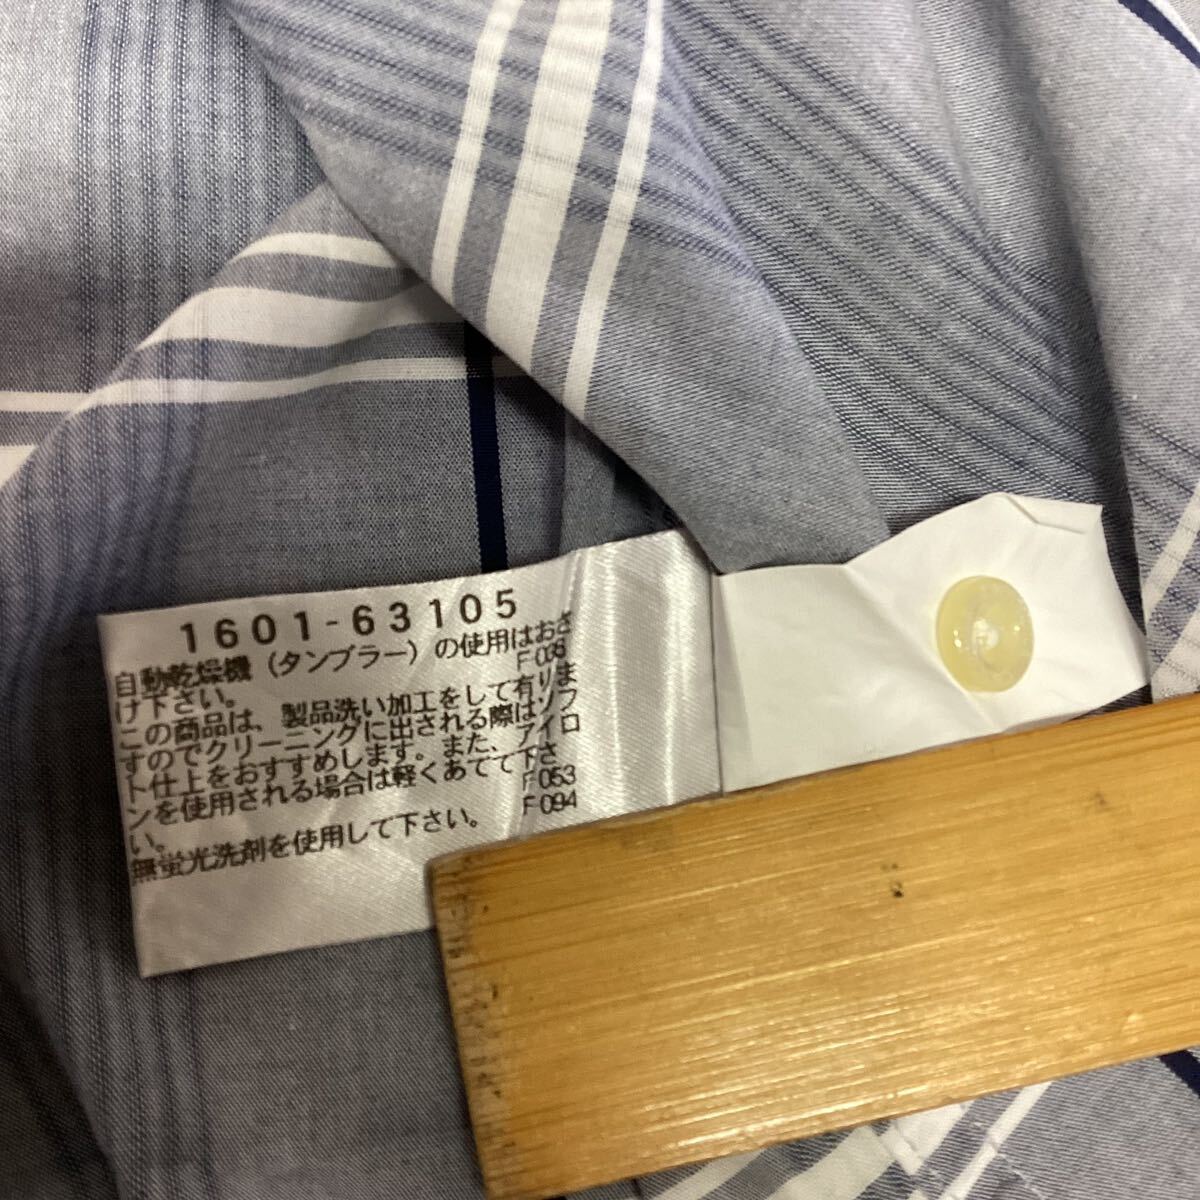 1601-63105
自動乾燥機（タンブラー）の使用はおさ
け下さい。 F036
この商品は、製品洗い加工をして有りま
すのでクリーニングに出される際はソフ
ト仕上をおすすめします。また、アイロ
ンを使用される場合は軽くあてて下さ
い。 F053
無蛍光洗剤を使用して下さい。 F094